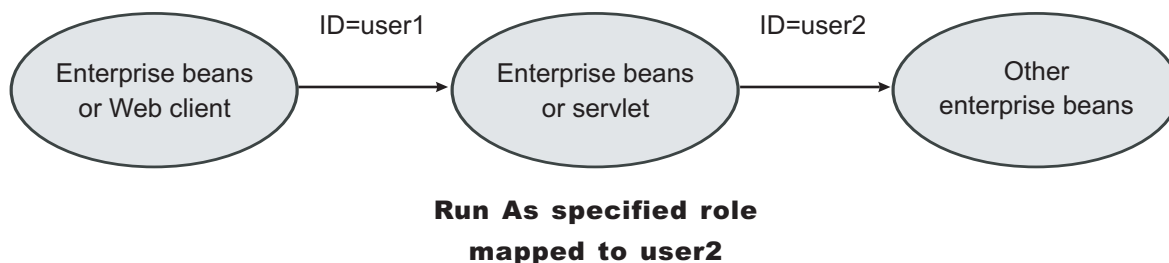 ID=user1
ID=user2
Enterprise beans
or Web client
Enterprise beans
or servlet
Other
enterprise beans
Run As specified role
mapped to user2